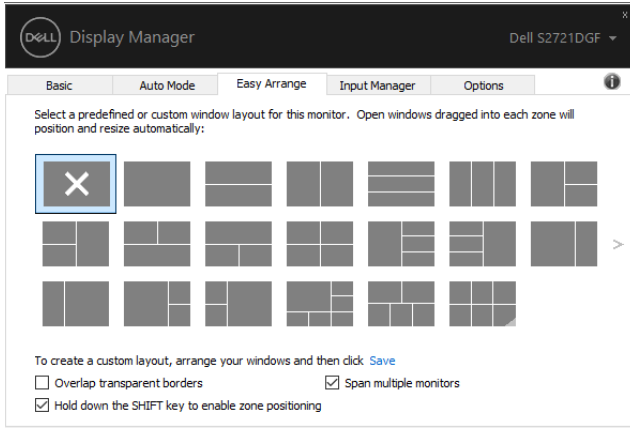 x
DELL Display Manager
Dell S2721DGF
Basic Auto Mode Easy Arrange Input Manager Options i
Select a predefined or custom window layout for this monitor. Open windows dragged into each zone will
position and resize automatically:
>
To create a custom layout, arrange your windows and then click Save
Overlap transparent borders
Span multiple monitors
Hold down the SHIFT key to enable zone positioning